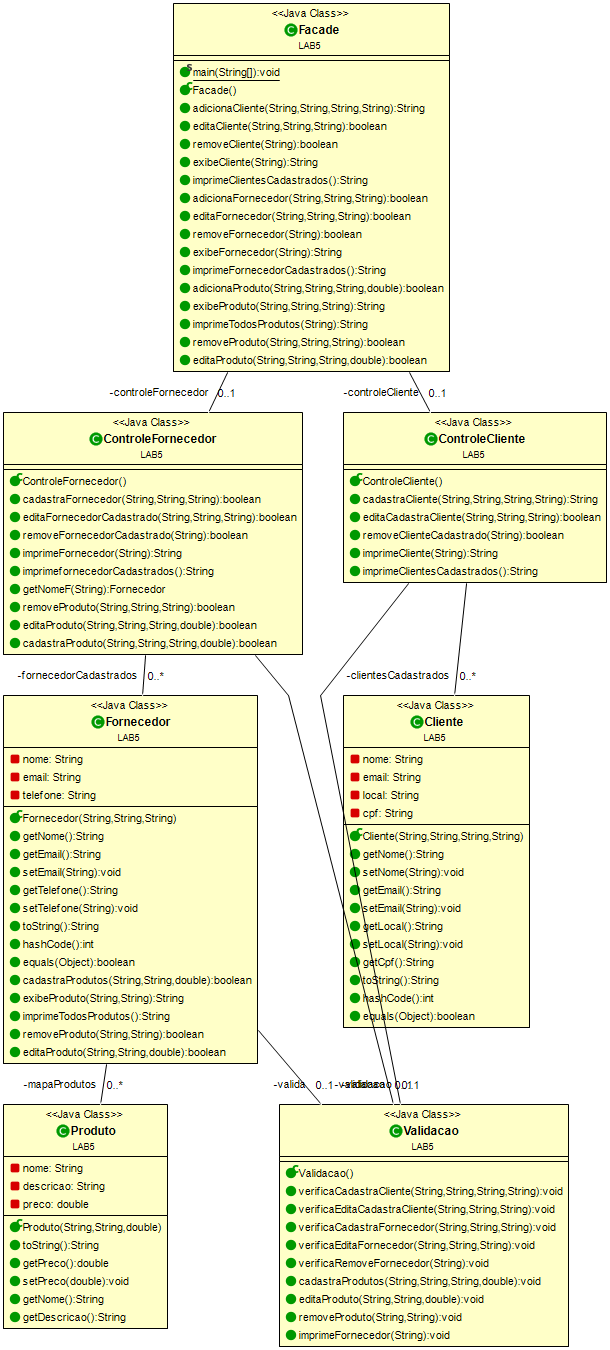 <<Java Class>>
Facade
LAB5
main(String[]):void
Facade()
adicionaCliente(String,String,String,String):String
editaCliente(String,String,String):boolean
removeCliente(String):boolean
exibeCliente(String):String
imprimeClientesCadastrados():String
adicionaFornecedor(String,String,String):boolean
editaFornecedor(String,String,String):boolean
removeFornecedor(String):boolean
exibeFornecedor(String):String
imprimeFornecedorCadastrados():String
adicionaProduto(String,String,String,double):boolean
exibeProduto(String,String,String):String
imprimeTodosProdutos(String):String
removeProduto(String,String,String):boolean
editaProduto(String,String,String,double):boolean
-controleFornecedor 0..1
-controleCliente 0..1
<<Java Class>>
ControleFornecedor
LAB5
ControleFornecedor()
cadastraFornecedor(String,String,String):boolean
editaFornecedorCadastrado(String,String,String):boolean
removeFornecedorCadastrado(String):boolean
imprimeFornecedor(String):String
imprimefornecedorCadastrados():String
getNomeF(String):Fornecedor
removeProduto(String,String,String):boolean
editaProduto(String,String,String,double):boolean
cadastraProduto(String,String,String,double):boolean
<<Java Class>>
ControleCliente
LAB5
ControleCliente()
cadastraCliente(String,String,String,String):String
editaCadastraCliente(String,String,String):boolean
removeClienteCadastrado(String):boolean
imprimeCliente(String):String
imprimeClientesCadastrados():String
-fornecedorCadastrados 0..*
-clientesCadastrados 0..*
<<Java Class>>
Fornecedor
LAB5
nome: String
email: String
telefone: String
Fornecedor(String,String,String)
getNome():String
getEmail():String
setEmail(String):void
getTelefone():String
setTelefone(String):void
toString():String
hashCode():int
equals(Object):boolean
cadastraProdutos(String,String,double):boolean
exibeProduto(String,String):String
imprimeTodosProdutos():String
removeProduto(String,String):boolean
editaProduto(String,String,double):boolean
<<Java Class>>
Cliente
LAB5
nome: String
email: String
local: String
cpf: String
Cliente(String,String,String,String)
getNome():String
setNome(String):void
getEmail():String
setEmail(String):void
getLocal():String
setLocal(String):void
getCpf():String
toString():String
hashCode():int
equals(Object):boolean
-mapaProdutos 0..*
-valida 0..1
<<Java Class>>
Produto
LAB5
nome: String
descricao: String
preco: double
Produto(String,String,double)
toString():String
getPreco():double
setPreco(double):void
getNome():String
getDescricao():String
<<Java Class>>
Validacao
LAB5
Validacao()
verificaCadastraCliente(String,String,String,String):void
verificaEditaCadastraCliente(String,String,String):void
verificaCadastraFornecedor(String,String,String):void
verificaEditaFornecedor(String,String,String):void
verificaRemoveFornecedor(String):void
cadastraProdutos(String,String,String,double):void
editaProduto(String,String,double):void
removeProduto(String,String):void
imprimeFornecedor(String):void